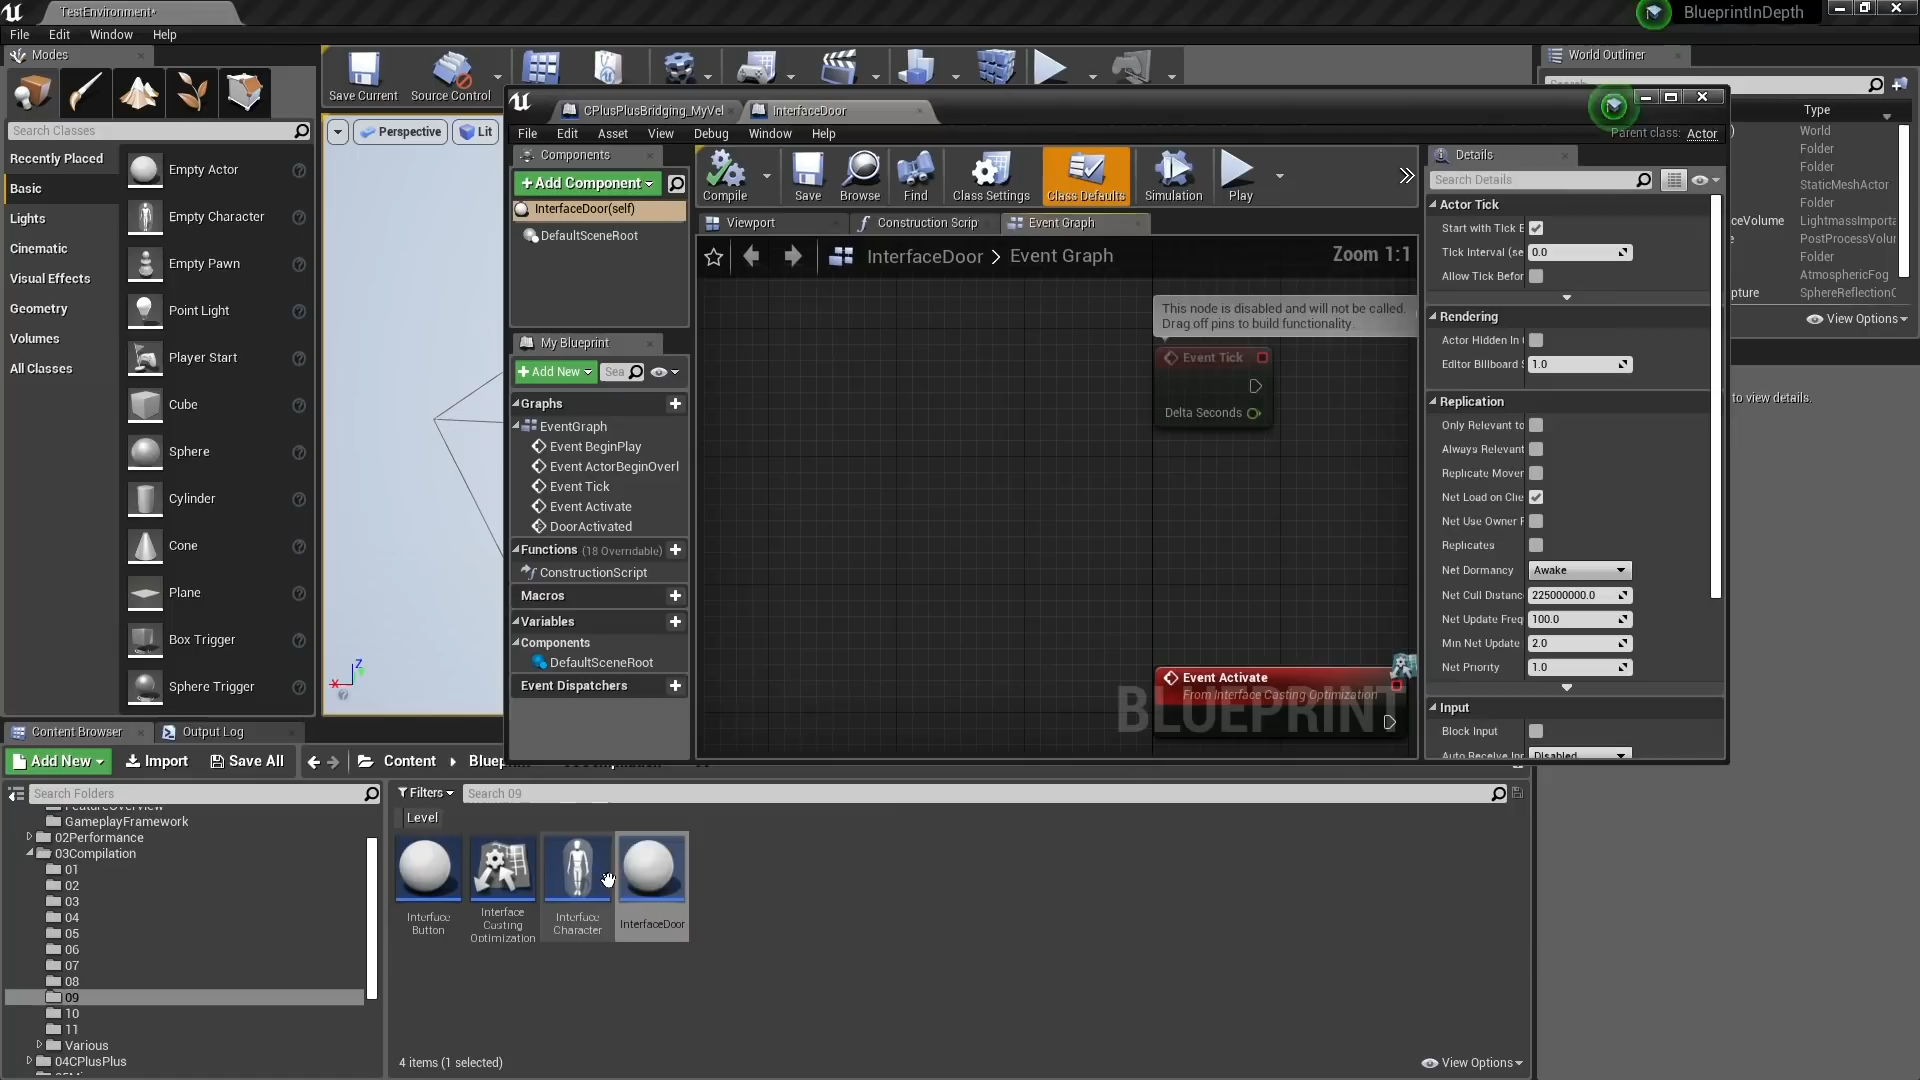 TestEnvironment*
BlueprintInDepth
File Edit Window Help
Modes
Search Classes
Recently Placed
Basic
Lights
Cinematic
Visual Effects
Geometry
Volumes
All Classes
Empty Actor
Empty Character
Empty Pawn
Point Light
Player Start
Cube
Sphere
Cylinder
Cone
Plane
Box Trigger
Sphere Trigger
Save Current
Source Control
Perspective
Lit
Z
X
CPlusPlusBridging_MyVel
InterfaceDoor
File Edit Asset View Debug Window Help
Parent class: Actor
Components
+Add Component
InterfaceDoor(self)
DefaultSceneRoot
My Blueprint
+Add New
Sea
Graphs
EventGraph
Event BeginPlay
Event ActorBeginOverl
Event Tick
Event Activate
DoorActivated
Functions (18 Overridable)
ConstructionScript
Macros
Variables
Components
DefaultSceneRoot
Event Dispatchers
Compile
Save
Browse
Find
Class Settings
Class Defaults
Simulation
Play
Viewport
Construction Scrip
Event Graph
InterfaceDoor > Event Graph
Zoom 1:1
This node is disabled and will not be called.
Drag off pins to build functionality.
Event Tick
Delta Seconds
Event Activate
From Interface Casting Optimization
BLUEPRINT
Details
Search Details
Actor Tick
Start with Tick E
Tick Interval (se 0.0
Allow Tick Befor
Rendering
Actor Hidden In
Editor Billboard S 1.0
Replication
Only Relevant to
Always Relevant
Replicate Mover
Net Load on Clie
Net Use Owner F
Replicates
Net Dormancy Awake
Net Cull Distanc 225000000.0
Net Update Freq 100.0
Min Net Update 2.0
Net Priority 1.0
Input
Block Input
Auto Receive Inp Disabled
World Outliner
Type
World
Folder
Folder
StaticMeshActor
Folder
ceVolume LightmassImporta
PostProcessVolur
Folder
AtmosphericFog
pture SphereReflectionC
View Options
to view details.
Content Browser
Output Log
Add New
Import
Save All
Content
Search Folders
FeatureOverview
GameplayFramework
02Performance
03Compilation
01
02
03
04
05
06
07
08
09
10
11
Various
04CPlusPlus
Filters
Search 09
Level
Interface
Button
Interface
Casting
Optimization
Interface
Character
InterfaceDoor
4 items (1 selected)
View Options